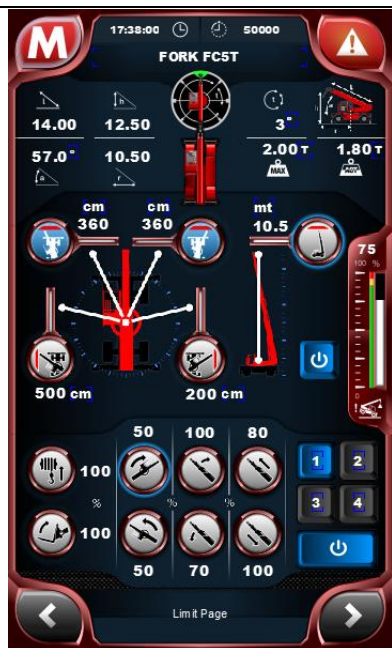 M 17:38:00 50000
FORK FC5T
L h t
14.00 12.50 3°
57.0° 10.50 2.00 T 1.80 T
a r MAX ACT
cm cm mt
360 360 10.5
75
100 %
0
500 cm 200 cm
50 100 80
100
1 2
% % %
3 4
100
50 70 100
Limit Page